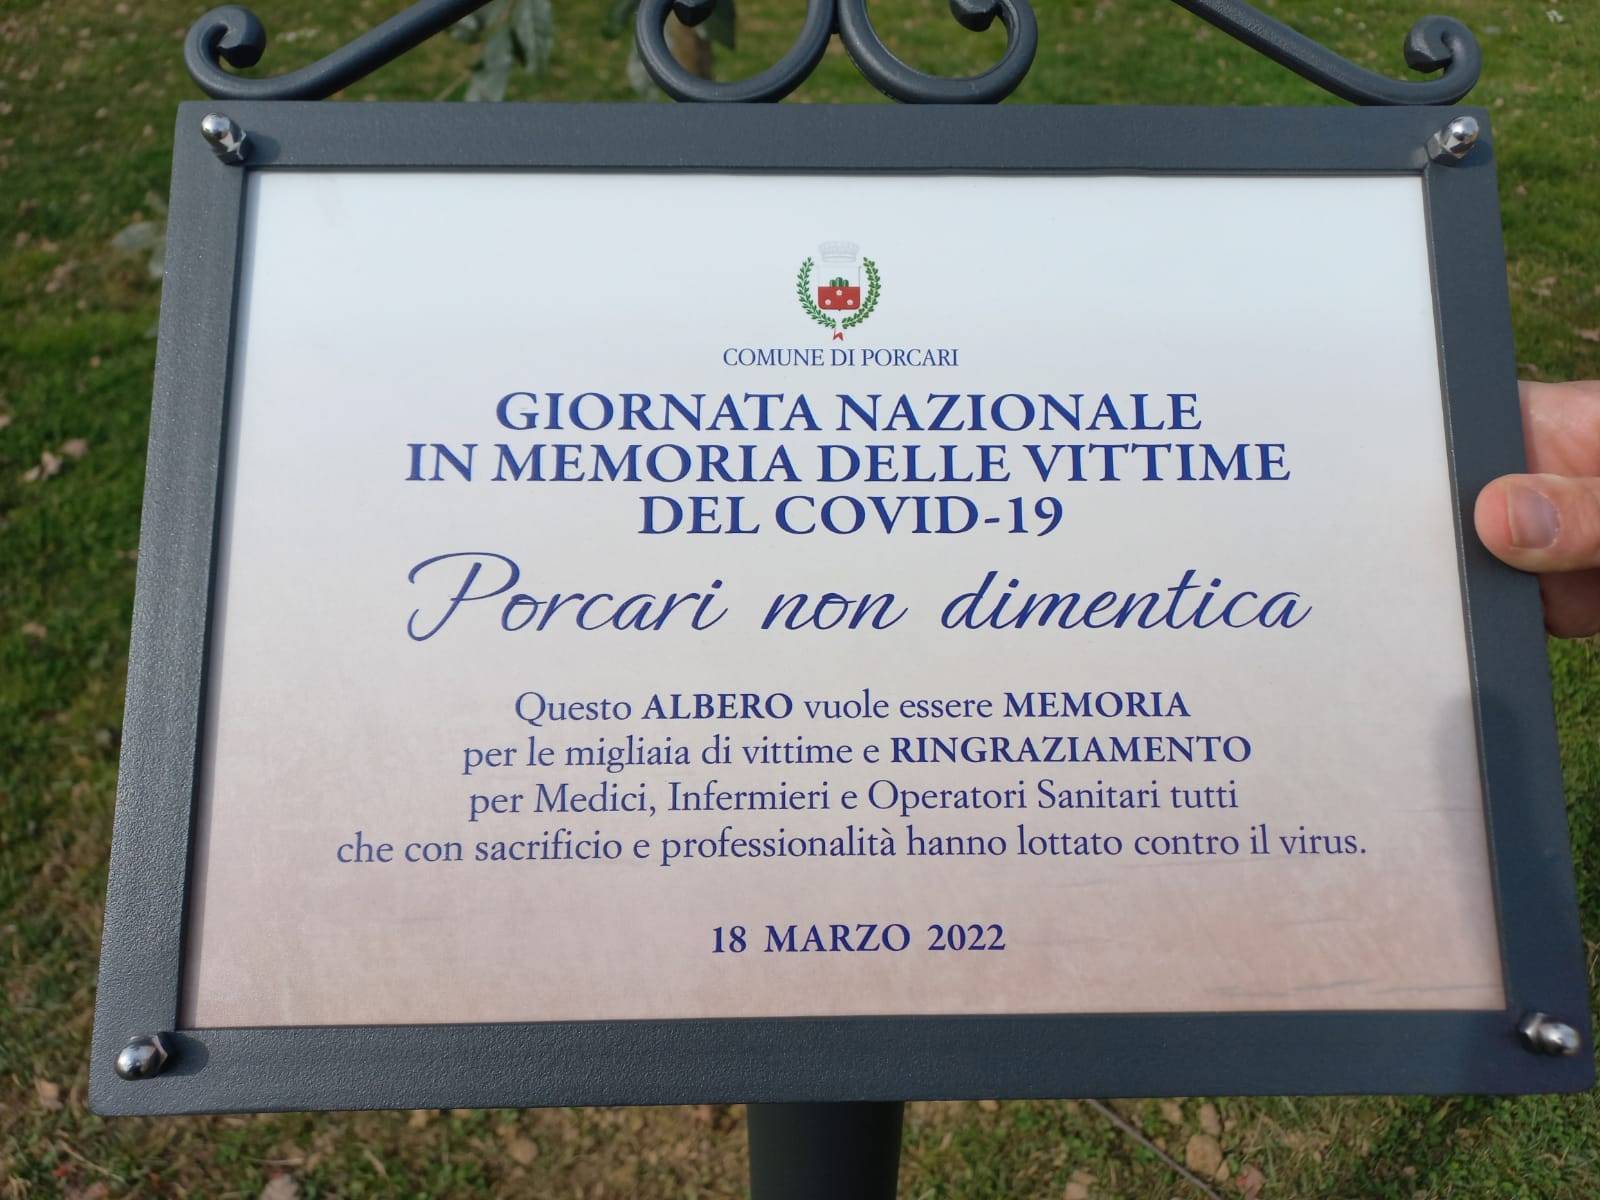 COMUNE DI PORCARI
GIORNATA NAZIONALE
IN MEMORIA DELLE VITTIME
DEL COVID-19
Porcari non dimentica
Questo ALBERO vuole essere MEMORIA
per le migliaia di vittime e RINGRAZIAMENTO
per Medici, Infermieri e Operatori Sanitari tutti
che con sacrificio e professionalità hanno lottato contro il virus.
18 MARZO 2022